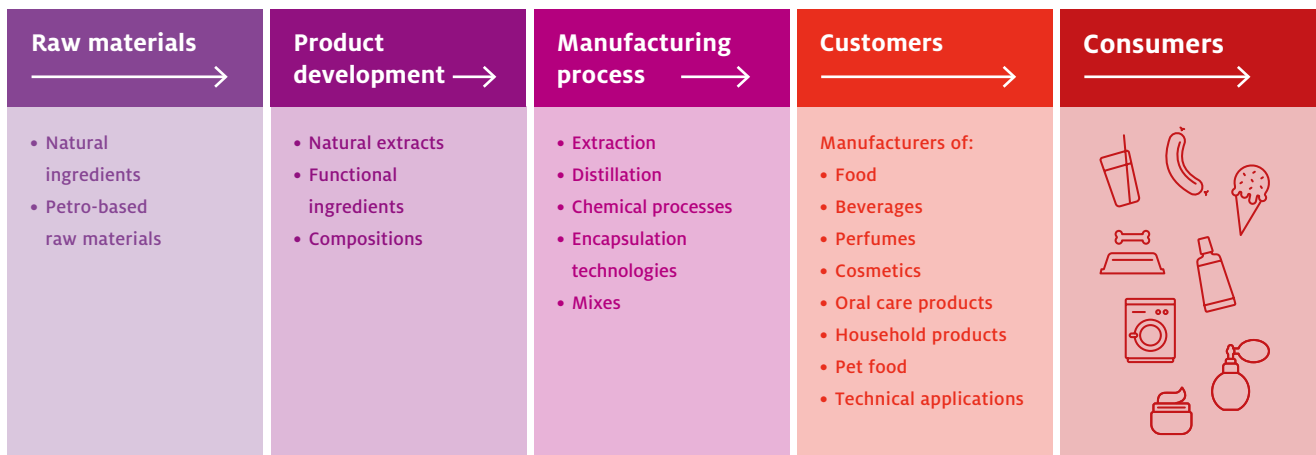 Raw materials
• Natural
ingredients
• Petro-based
raw materials
Product
development
• Natural extracts
• Functional
ingredients
• Compositions
Manufacturing
process
• Extraction
• Distillation
• Chemical processes
• Encapsulation
technologies
• Mixes
Customers
Manufacturers of:
• Food
• Beverages
• Perfumes
• Cosmetics
• Oral care products
• Household products
• Pet food
• Technical applications
Consumers